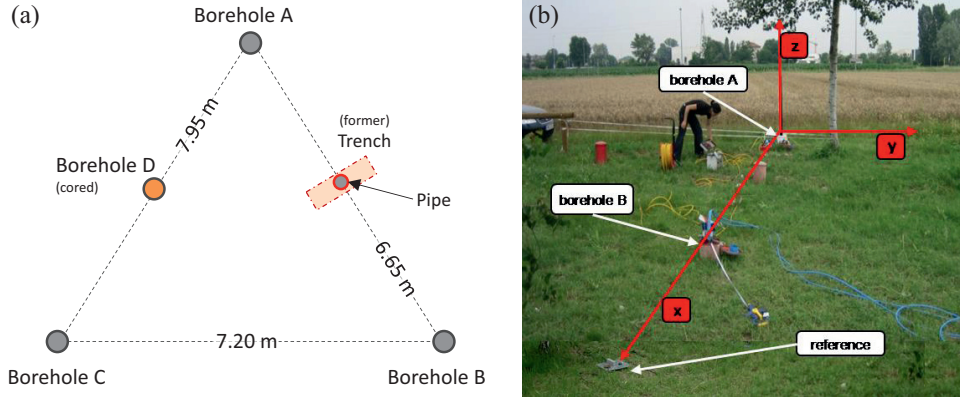 (a)
Borehole A
7.95 m
(former)
Trench
Borehole D
(cored)
Pipe
6.65 m
7.20 m
Borehole C
Borehole B
(b)
z
borehole A
y
borehole B
x
reference